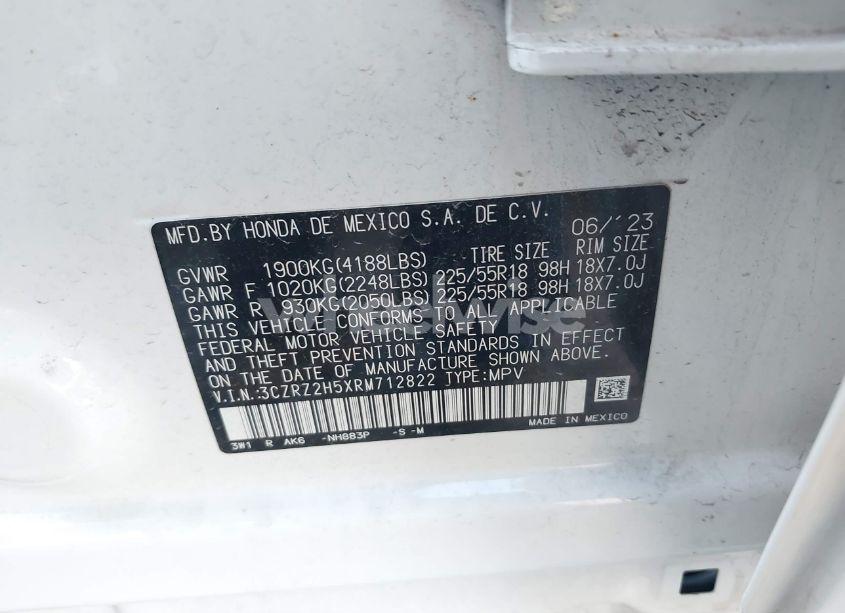 MFD.BY HONDA DE MEXICO S.A. DE C.V. 06/'23
TIRE SIZE RIM SIZE
GVWR 1900KG(4188LBS)
GAWR F 1020KG(2248LBS) 225/55R18 98H 18X7.0J
GAWR R 930KG(2050LBS) 225/55R18 98H 18X7.0J
THIS VEHICLE CONFORMS TO ALL APPLICABLE
FEDERAL MOTOR VEHICLE SAFETY
AND THEFT PREVENTION STANDARDS IN EFFECT
ON THE DATE OF MANUFACTURE SHOWN ABOVE.
V.I.N:3CZRZ2H5XRM712822 TYPE:MPV
3W1 R AK6 -NH883P -S -M MADE IN MEXICO